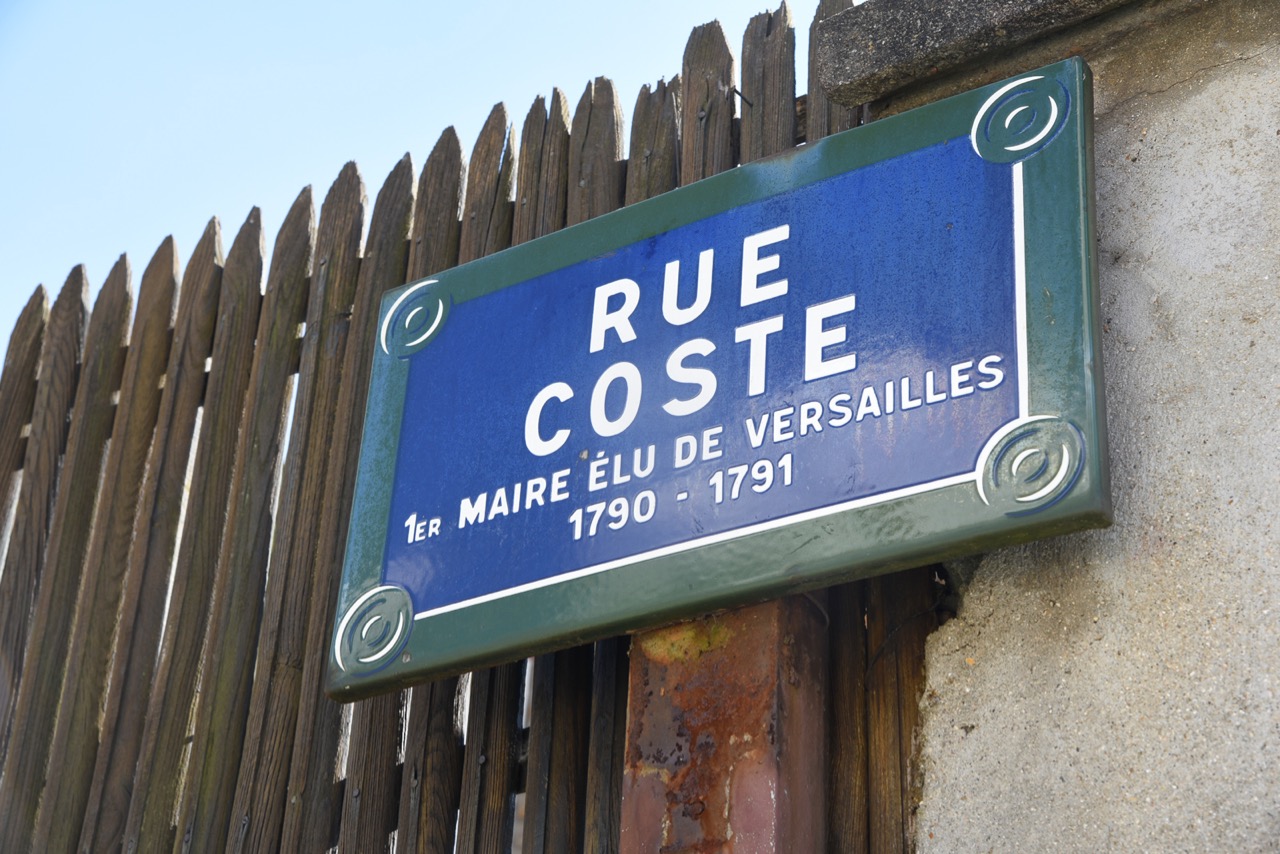 RUE
COSTE
1ER MAIRE ÉLU DE VERSAILLES
1790 - 1791